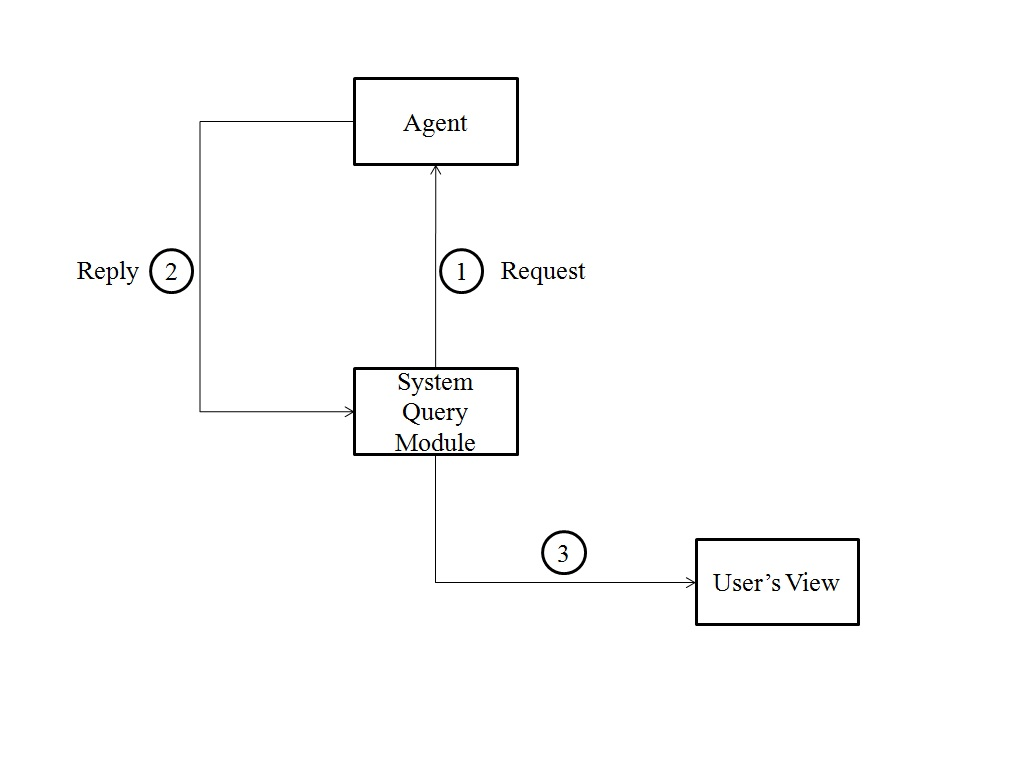 Agent
Reply 2
1 Request
System
Query
Module
3
User’s View